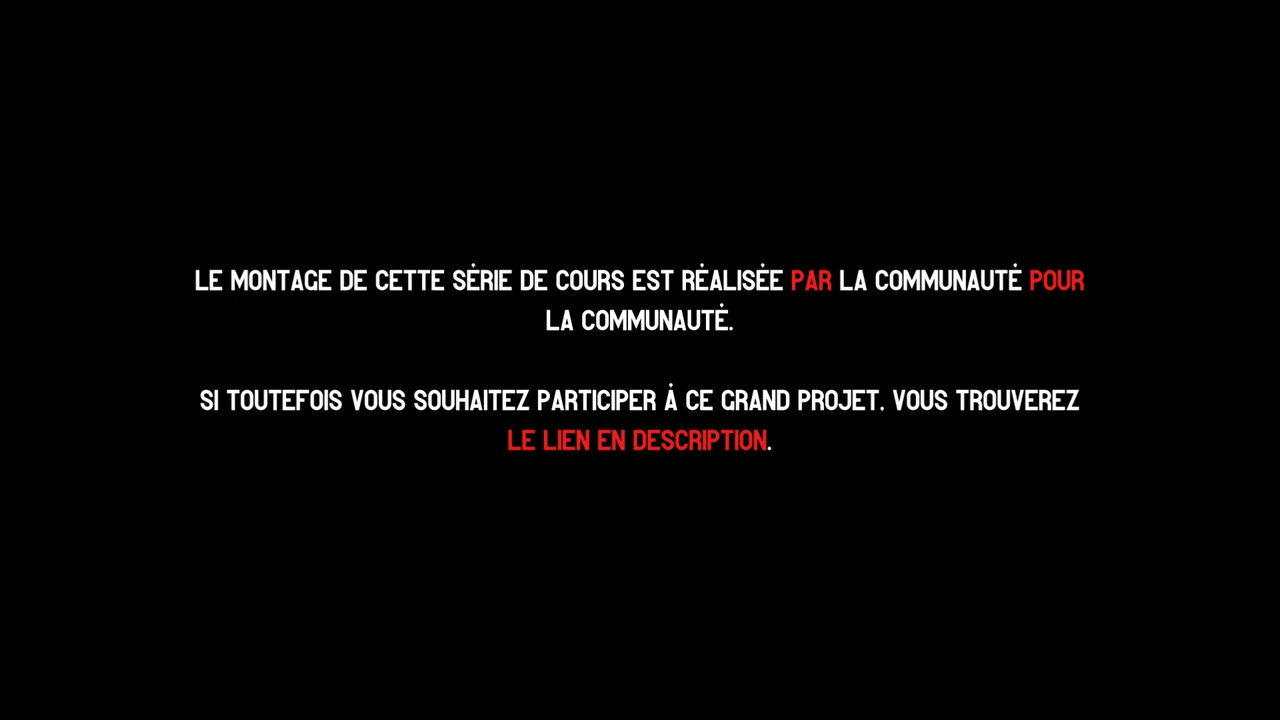 LE MONTAGE DE CETTE SÉRIE DE COURS EST RÉALISÉE PAR LA COMMUNAUTÉ POUR
LA COMMUNAUTÉ.
SI TOUTEFOIS VOUS SOUHAITEZ PARTICIPER À CE GRAND PROJET, VOUS TROUVEREZ
LE LIEN EN DESCRIPTION.